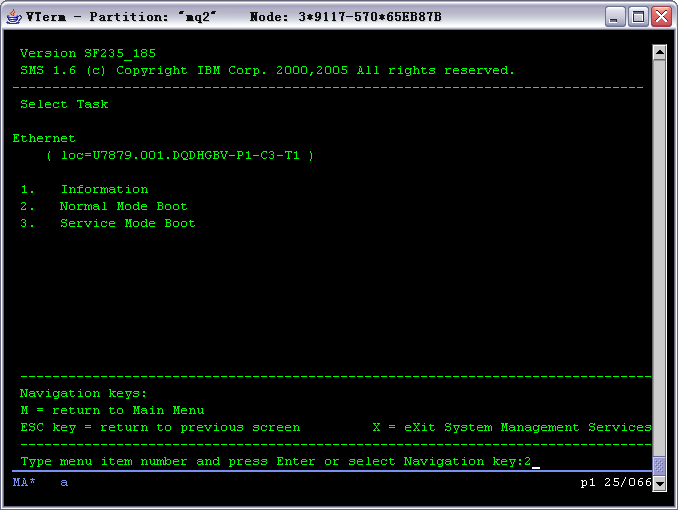 VTerm - Partition: "mq2"    Node: 3*9117-570*65EB87B
Version SF235_185
SMS 1.6 (c) Copyright IBM Corp. 2000,2005 All rights reserved.
-------------------------------------------------------------------------------
Select Task
Ethernet
( loc=U7879.001.DQDHGBV-P1-C3-T1 )
1.   Information
2.   Normal Mode Boot
3.   Service Mode Boot
-------------------------------------------------------------------------------
Navigation keys:
M = return to Main Menu
ESC key = return to previous screen         X = eXit System Management Services
-------------------------------------------------------------------------------
Type menu item number and press Enter or select Navigation key:2_
MA*   a   p1 25/066